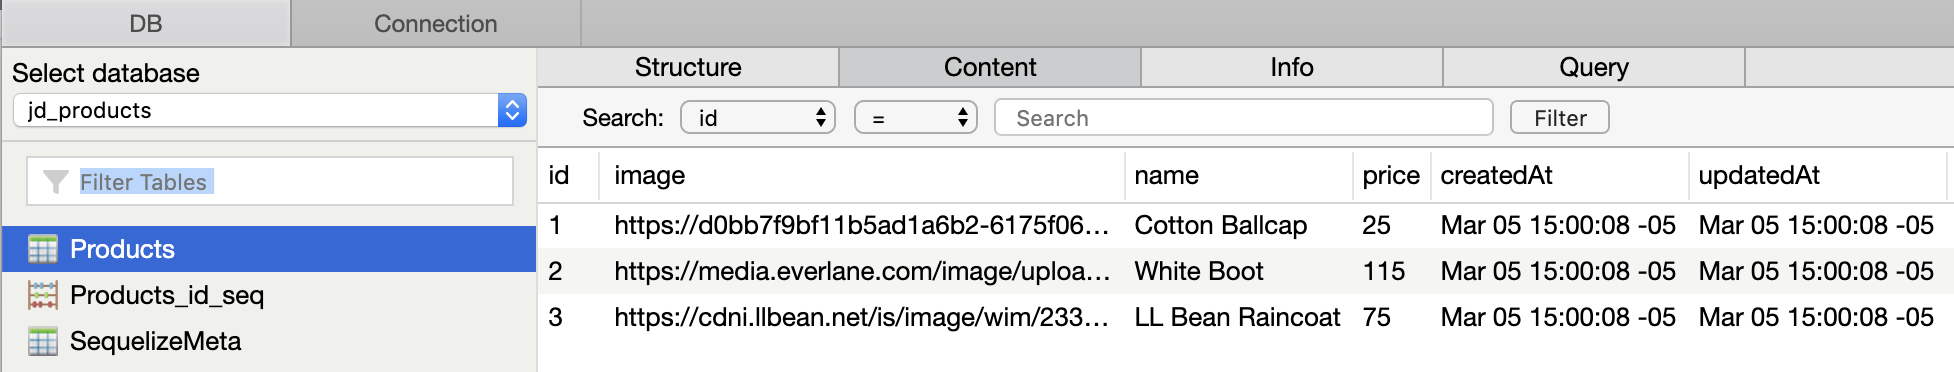 DB Connection
Select database
jd_products
Filter Tables
Products
Products_id_seq
SequelizeMeta
Structure Content Info Query
Search: id = Search Filter
id image name price createdAt updatedAt
1 https://d0bb7f9bf11b5ad1a6b2-6175f06... Cotton Ballcap 25 Mar 05 15:00:08 -05 Mar 05 15:00:08 -05
2 https://media.everlane.com/image/uploa... White Boot 115 Mar 05 15:00:08 -05 Mar 05 15:00:08 -05
3 https://cdni.llbean.net/is/image/wim/233... LL Bean Raincoat 75 Mar 05 15:00:08 -05 Mar 05 15:00:08 -05